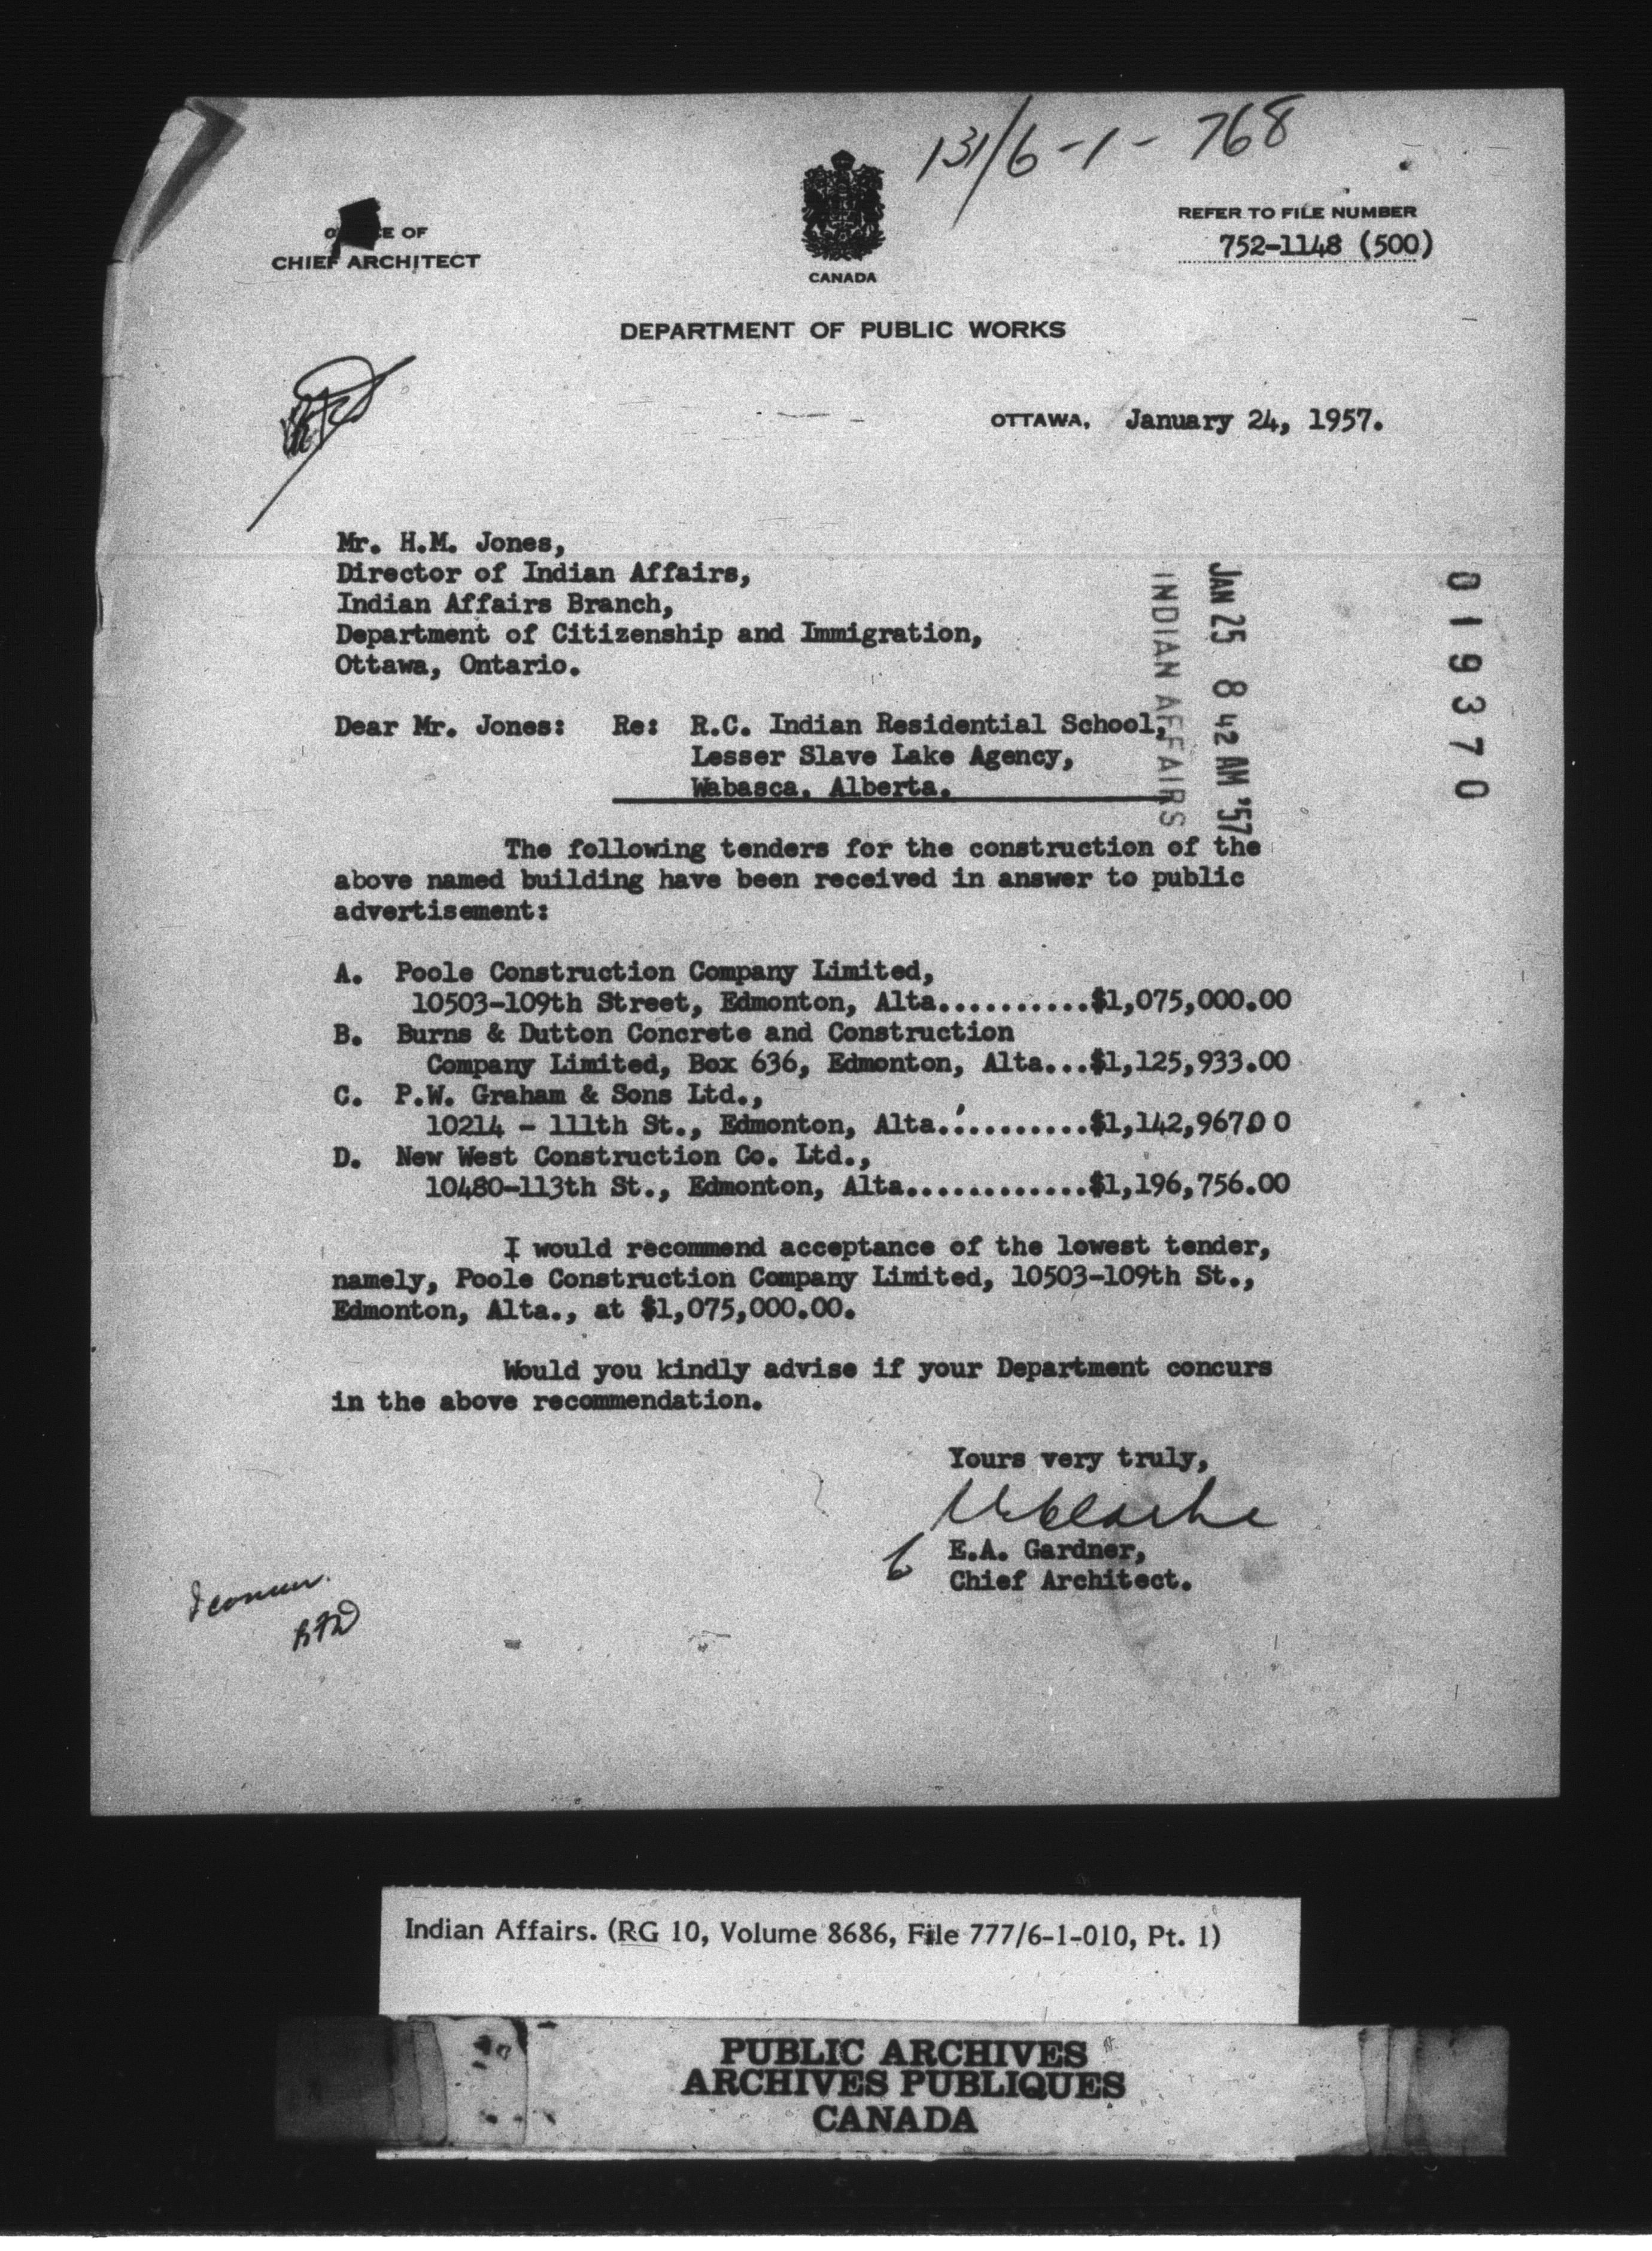 131/6-1-768
OF
CHIEF ARCHITECT
CANADA
REFER TO FILE NUMBER
752-1148 (500)
DEPARTMENT OF PUBLIC WORKS
OTTAWA, January 24, 1957.
Mr. H.M. Jones,
Director of Indian Affairs,
Indian Affairs Branch,
Department of Citizenship and Immigration,
Ottawa, Ontario.
INDIAN AFFAIRS
JAN 25 8 42 AM '57
019370
Dear Mr. Jones: Re: R.C. Indian Residential School,
Lesser Slave Lake Agency,
Wabasca, Alberta.
The following tenders for the construction of the
above named building have been received in answer to public
advertisement:
A. Poole Construction Company Limited,
10503-109th Street, Edmonton, Alta..........$1,075,000.00
B. Burns & Dutton Concrete and Construction
Company Limited, Box 636, Edmonton, Alta...$1,125,933.00
C. P.W. Graham & Sons Ltd.,
10214 - 111th St., Edmonton, Alta...........$1,142,967.00
D. New West Construction Co. Ltd.,
10480-113th St., Edmonton, Alta.............$1,196,756.00
I would recommend acceptance of the lowest tender,
namely, Poole Construction Company Limited, 10503-109th St.,
Edmonton, Alta., at $1,075,000.00.
Would you kindly advise if your Department concurs
in the above recommendation.
Yours very truly,
E.A. Gardner,
Chief Architect.
I concur.
Indian Affairs. (RG 10, Volume 8686, File 777/6-1-010, Pt. 1)
PUBLIC ARCHIVES
ARCHIVES PUBLIQUES
CANADA